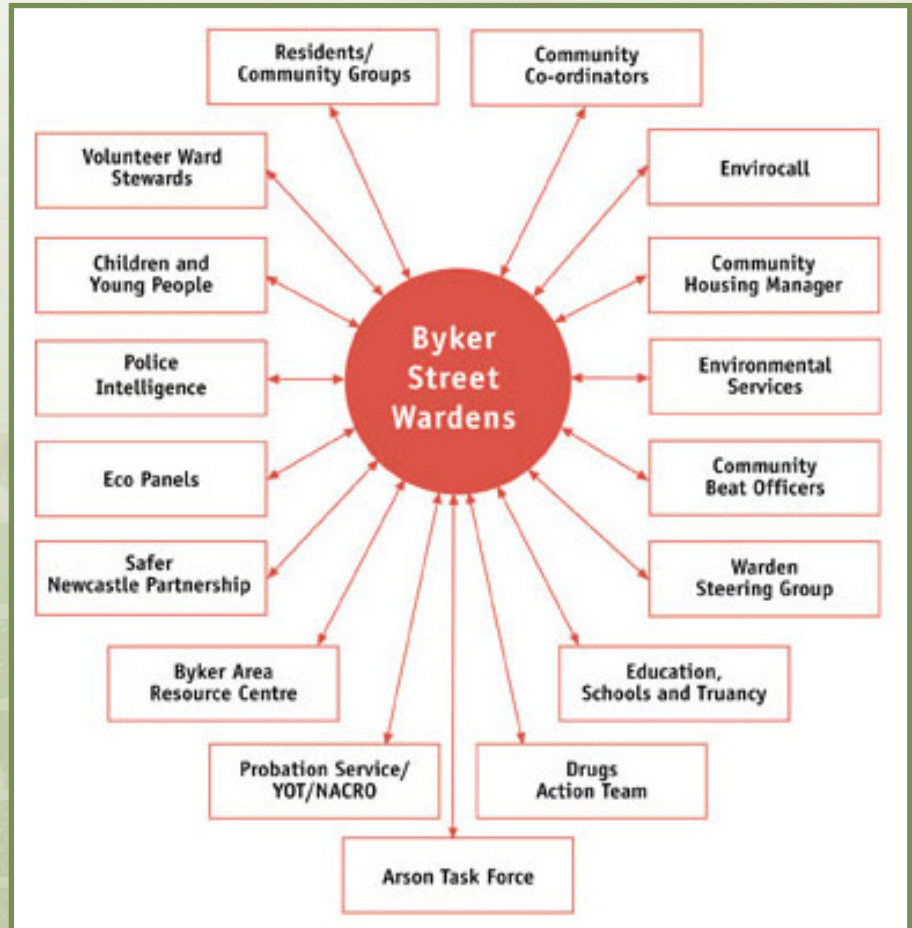 Residents/
Community Groups
Community
Co-ordinators
Volunteer Ward
Stewards
Envirocall
Children and
Young People
Community
Housing Manager
Byker
Street
Wardens
Police
Intelligence
Environmental
Services
Eco Panels
Community
Beat Officers
Safer
Newcastle Partnership
Warden
Steering Group
Byker Area
Resource Centre
Education,
Schools and Truancy
Probation Service/
YOT/NACRO
Drugs
Action Team
Arson Task Force